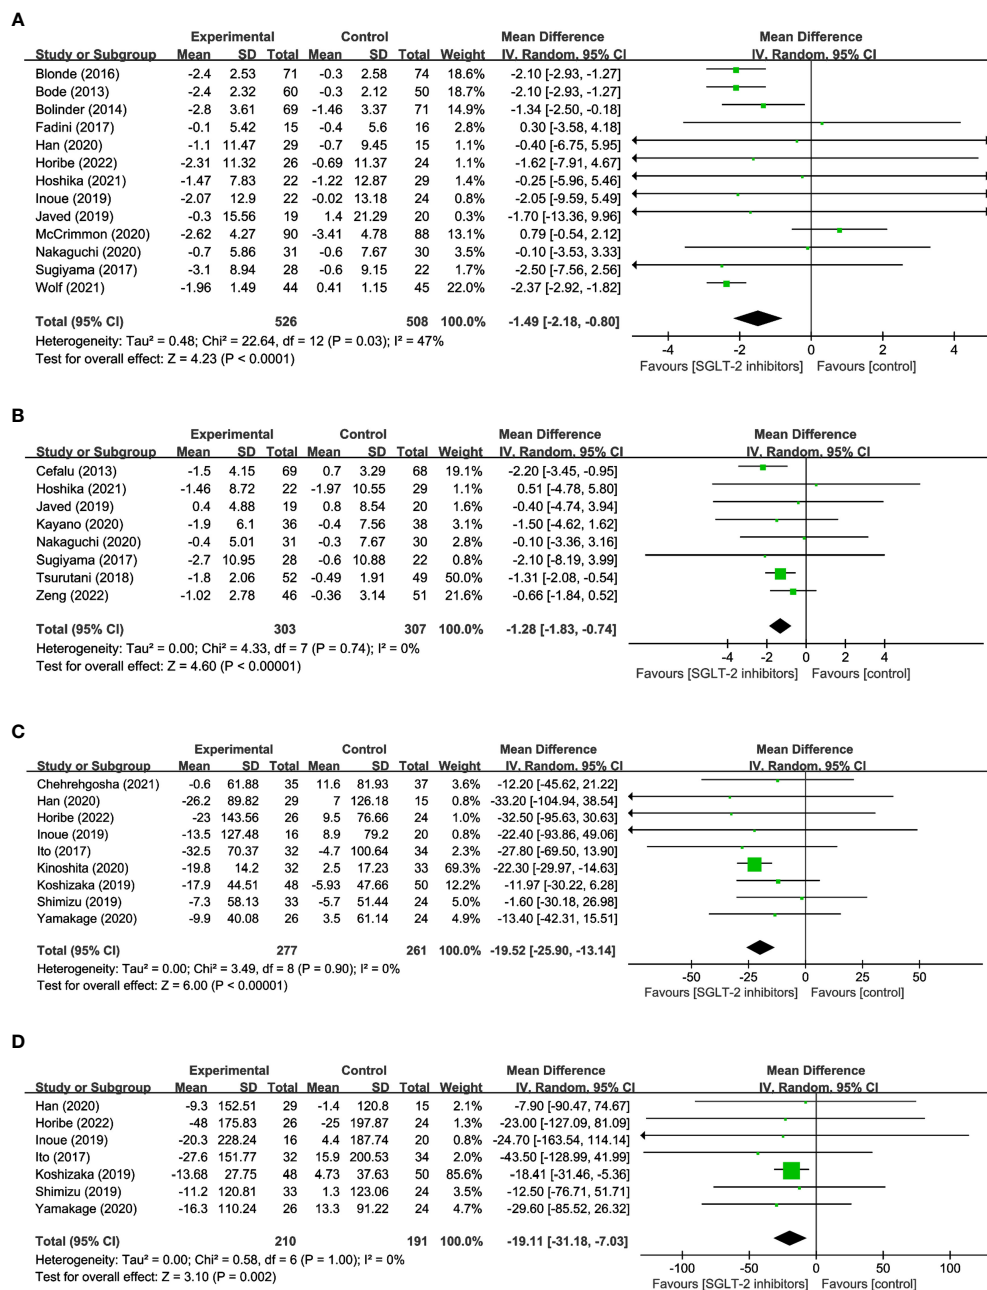 A
Experimental Control Mean Difference Mean Difference
Study or Subgroup Mean SD Total Mean SD Total Weight IV, Random, 95% CI IV, Random, 95% CI
Blonde (2016) -2.4 2.53 71 -0.3 2.58 74 18.6% -2.10 [-2.93, -1.27]
Bode (2013) -2.4 2.32 60 -0.3 2.12 50 18.7% -2.10 [-2.93, -1.27]
Bolinder (2014) -2.8 3.61 69 -1.46 3.37 71 14.9% -1.34 [-2.50, -0.18]
Fadini (2017) -0.1 5.42 15 -0.4 5.6 16 2.8% 0.30 [-3.58, 4.18]
Han (2020) -1.1 11.47 29 -0.7 9.45 15 1.1% -0.40 [-6.75, 5.95]
Horibe (2022) -2.31 11.32 26 -0.69 11.37 24 1.1% -1.62 [-7.91, 4.67]
Hoshika (2021) -1.47 7.83 22 -1.22 12.87 29 1.4% -0.25 [-5.96, 5.46]
Inoue (2019) -2.07 12.9 22 -0.02 13.18 24 0.8% -2.05 [-9.59, 5.49]
Javed (2019) -0.3 15.56 19 1.4 21.29 20 0.3% -1.70 [-13.36, 9.96]
McCrimmon (2020) -2.62 4.27 90 -3.41 4.78 88 13.1% 0.79 [-0.54, 2.12]
Nakaguchi (2020) -0.7 5.86 31 -0.6 7.67 30 3.4% -0.10 [-3.53, 3.33]
Sugiyama (2017) -3.1 8.94 28 -0.6 9.15 22 1.7% -2.50 [-7.56, 2.56]
Wolf (2021) -1.96 1.49 44 0.41 1.15 45 22.0% -2.37 [-2.92, -1.82]
Total (95% CI) 526 508 100.0% -1.49 [-2.18, -0.80]
Heterogeneity: Tau² = 0.48; Chi² = 22.64, df = 12 (P = 0.03); I² = 47%
Test for overall effect: Z = 4.23 (P < 0.0001)
-4 -2 0 2 4
Favours [SGLT-2 inhibitors] Favours [control]
B
Experimental Control Mean Difference Mean Difference
Study or Subgroup Mean SD Total Mean SD Total Weight IV, Random, 95% CI IV, Random, 95% CI
Cefalu (2013) -1.5 4.15 69 0.7 3.29 68 19.1% -2.20 [-3.45, -0.95]
Hoshika (2021) -1.46 8.72 22 -1.97 10.55 29 1.1% 0.51 [-4.78, 5.80]
Javed (2019) 0.4 4.88 19 0.8 8.54 20 1.6% -0.40 [-4.74, 3.94]
Kayano (2020) -1.9 6.1 36 -0.4 7.56 38 3.1% -1.50 [-4.62, 1.62]
Nakaguchi (2020) -0.4 5.01 31 -0.3 7.67 30 2.8% -0.10 [-3.36, 3.16]
Sugiyama (2017) -2.7 10.95 28 -0.6 10.88 22 0.8% -2.10 [-8.19, 3.99]
Tsurutani (2018) -1.8 2.06 52 -0.49 1.91 49 50.0% -1.31 [-2.08, -0.54]
Zeng (2022) -1.02 2.78 46 -0.36 3.14 51 21.6% -0.66 [-1.84, 0.52]
Total (95% CI) 303 307 100.0% -1.28 [-1.83, -0.74]
Heterogeneity: Tau² = 0.00; Chi² = 4.33, df = 7 (P = 0.74); I² = 0%
Test for overall effect: Z = 4.60 (P < 0.00001)
-4 -2 0 2 4
Favours [SGLT-2 inhibitors] Favours [control]
C
Experimental Control Mean Difference Mean Difference
Study or Subgroup Mean SD Total Mean SD Total Weight IV, Random, 95% CI IV, Random, 95% CI
Chehrehgosha (2021) -0.6 61.88 35 11.6 81.93 37 3.6% -12.20 [-45.62, 21.22]
Han (2020) -26.2 89.82 29 7 126.18 15 0.8% -33.20 [-104.94, 38.54]
Horibe (2022) -23 143.56 26 9.5 76.66 24 1.0% -32.50 [-95.63, 30.63]
Inoue (2019) -13.5 127.48 16 8.9 79.2 20 0.8% -22.40 [-93.86, 49.06]
Ito (2017) -32.5 70.37 32 -4.7 100.64 34 2.3% -27.80 [-69.50, 13.90]
Kinoshita (2020) -19.8 14.2 32 2.5 17.23 33 69.3% -22.30 [-29.97, -14.63]
Koshizaka (2019) -17.9 44.51 48 -5.93 47.66 50 12.2% -11.97 [-30.22, 6.28]
Shimizu (2019) -7.3 58.13 33 -5.7 51.44 24 5.0% -1.60 [-30.18, 26.98]
Yamakage (2020) -9.9 40.08 26 3.5 61.14 24 4.9% -13.40 [-42.31, 15.51]
Total (95% CI) 277 261 100.0% -19.52 [-25.90, -13.14]
Heterogeneity: Tau² = 0.00; Chi² = 3.49, df = 8 (P = 0.90); I² = 0%
Test for overall effect: Z = 6.00 (P < 0.00001)
-50 -25 0 25 50
Favours [SGLT-2 inhibitors] Favours [control]
D
Experimental Control Mean Difference Mean Difference
Study or Subgroup Mean SD Total Mean SD Total Weight IV, Random, 95% CI IV, Random, 95% CI
Han (2020) -9.3 152.51 29 -1.4 120.8 15 2.1% -7.90 [-90.47, 74.67]
Horibe (2022) -48 175.83 26 -25 197.87 24 1.3% -23.00 [-127.09, 81.09]
Inoue (2019) -20.3 228.24 16 4.4 187.74 20 0.8% -24.70 [-163.54, 114.14]
Ito (2017) -27.6 151.77 32 15.9 200.53 34 2.0% -43.50 [-128.99, 41.99]
Koshizaka (2019) -13.68 27.75 48 4.73 37.63 50 85.6% -18.41 [-31.46, -5.36]
Shimizu (2019) -11.2 120.81 33 1.3 123.06 24 3.5% -12.50 [-76.71, 51.71]
Yamakage (2020) -16.3 110.24 26 13.3 91.22 24 4.7% -29.60 [-85.52, 26.32]
Total (95% CI) 210 191 100.0% -19.11 [-31.18, -7.03]
Heterogeneity: Tau² = 0.00; Chi² = 0.58, df = 6 (P = 1.00); I² = 0%
Test for overall effect: Z = 3.10 (P = 0.002)
-100 -50 0 50 100
Favours [SGLT-2 inhibitors] Favours [control]